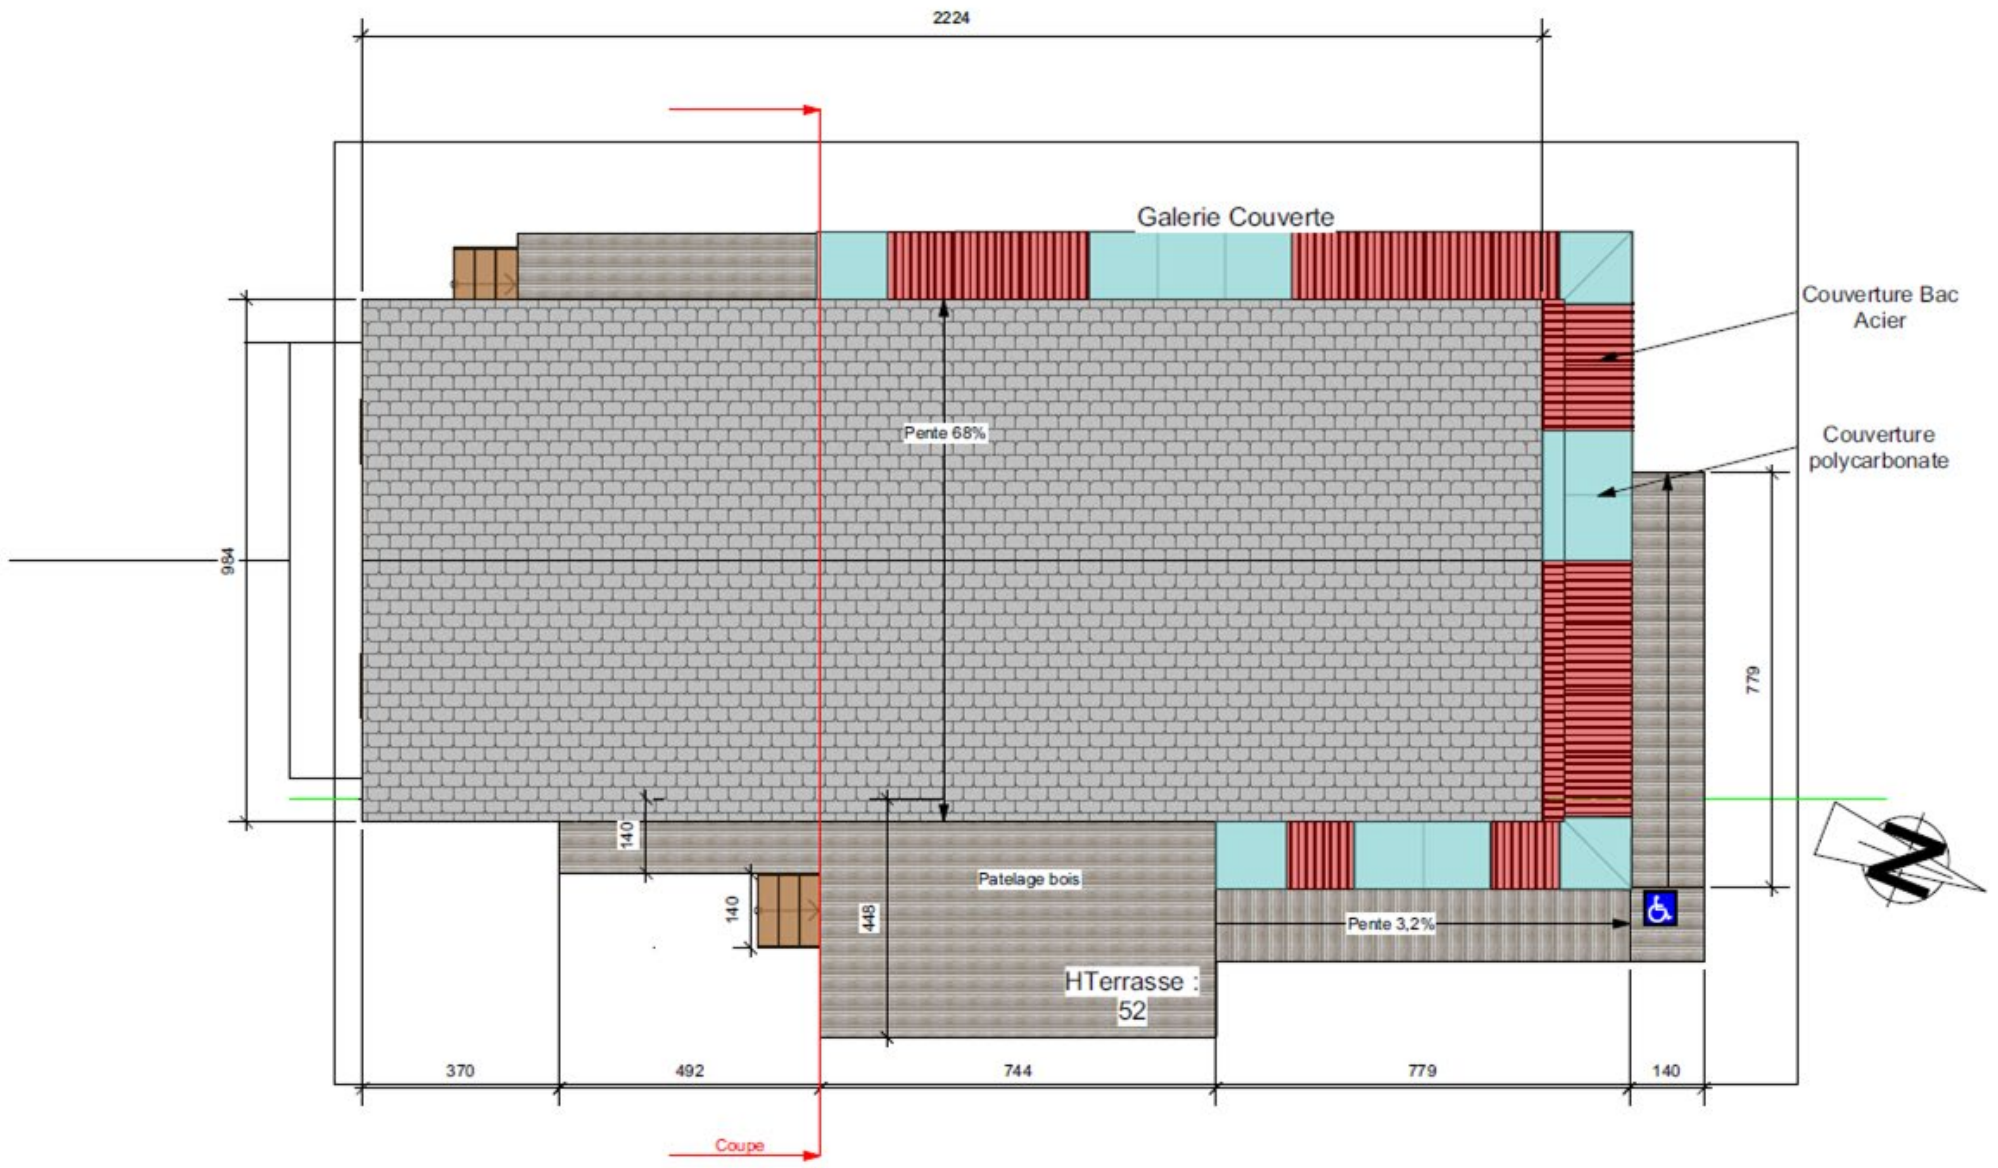 2224
Galerie Couverte
Couverture Bac
Acier
Pente 68%
Couverture
polycarbonate
984
779
140
Patelage bois
140
448
Pente 3,2%
HTerrasse :
52
370
492
744
779
140
Coupe
N